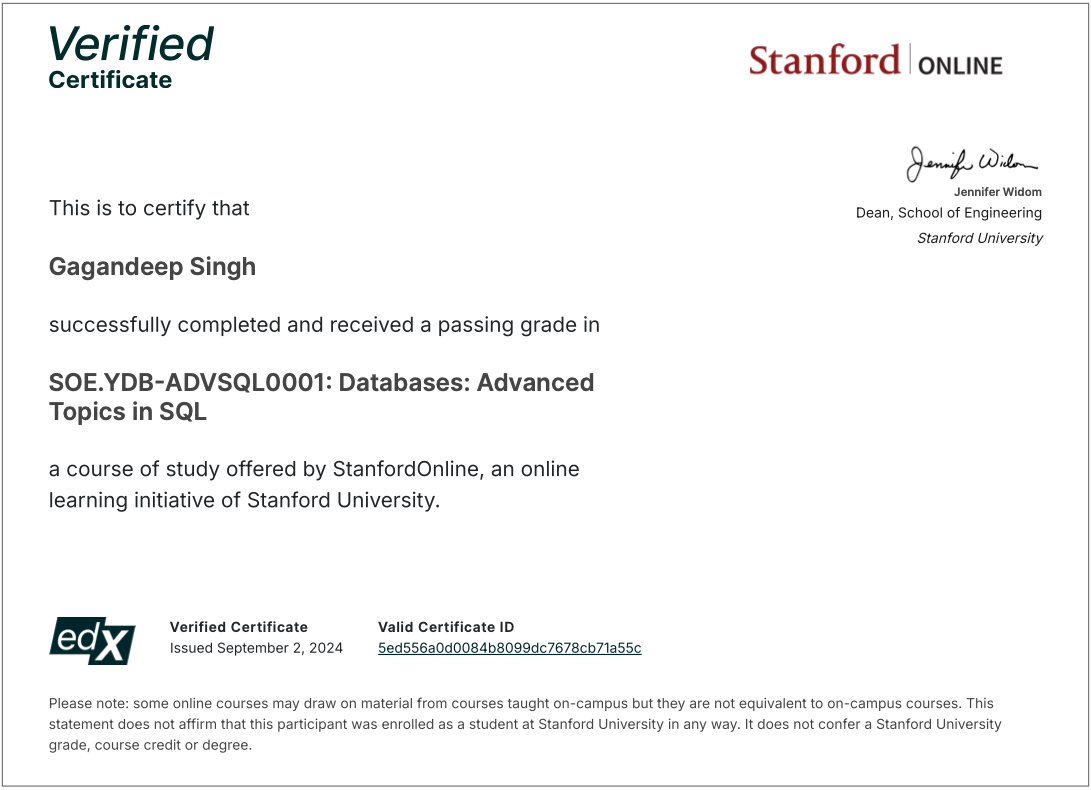 Verified
Certificate
Stanford ONLINE
Jennifer Widom
Jennifer Widom
Dean, School of Engineering
Stanford University
This is to certify that
Gagandeep Singh
successfully completed and received a passing grade in
SOE.YDB-ADVSQL0001: Databases: Advanced
Topics in SQL
a course of study offered by StanfordOnline, an online
learning initiative of Stanford University.
edX
Verified Certificate
Issued September 2, 2024
Valid Certificate ID
5ed556a0d0084b8099dc7678cb71a55c
Please note: some online courses may draw on material from courses taught on-campus but they are not equivalent to on-campus courses. This
statement does not affirm that this participant was enrolled as a student at Stanford University in any way. It does not confer a Stanford University
grade, course credit or degree.